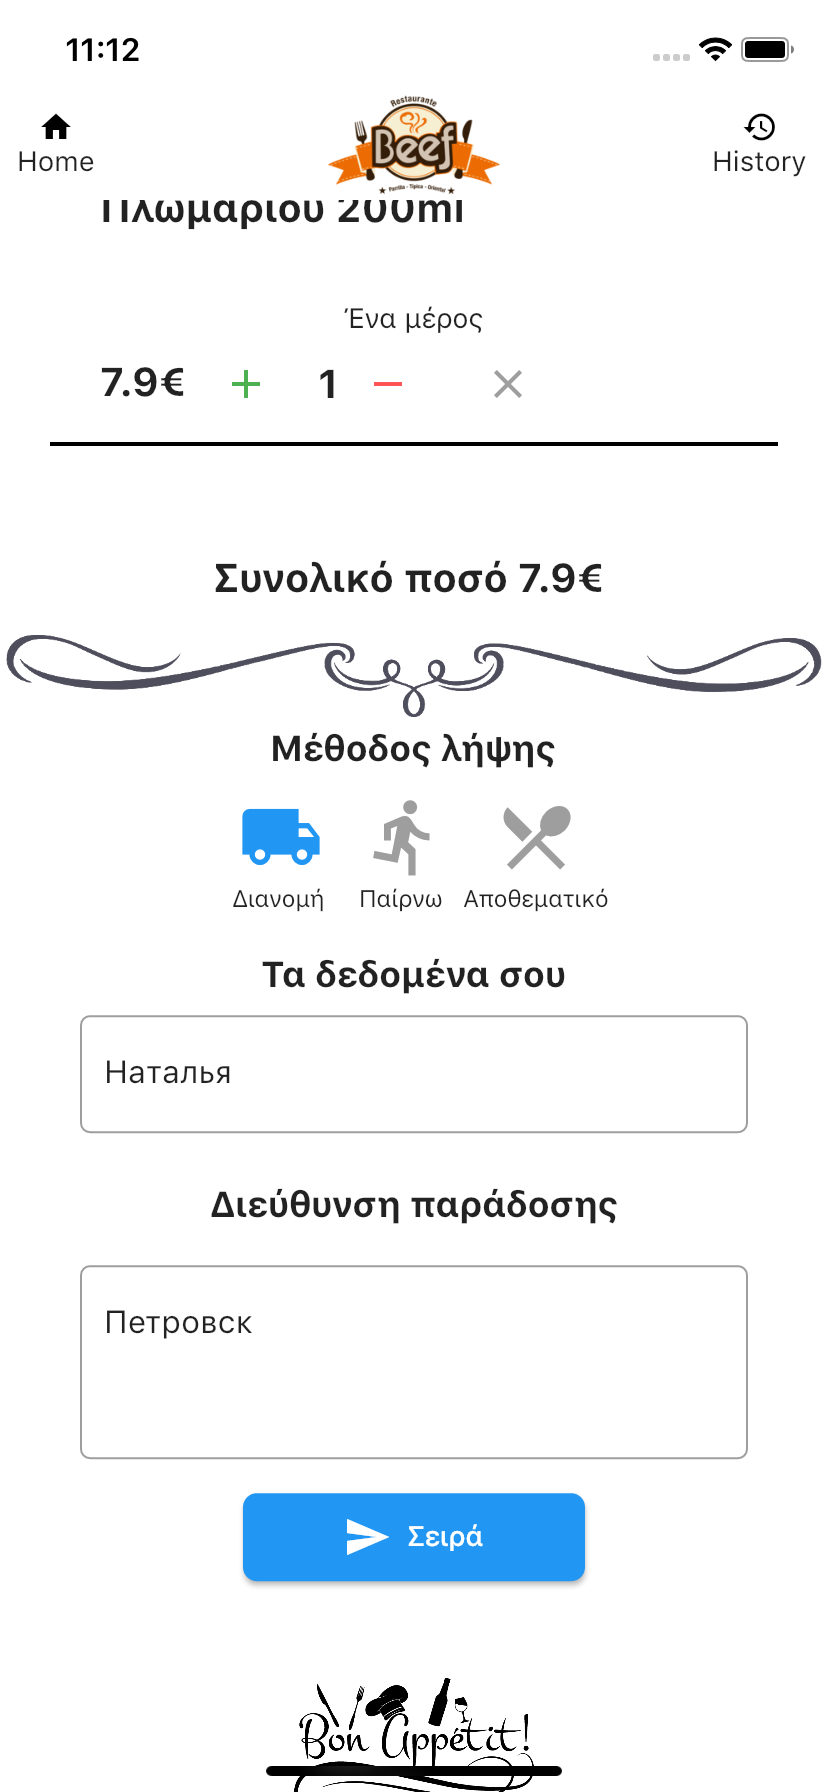 11:12
Home
Restaurante
Beef
Parrilla - Típica - Oriental
History
Πλωμαρίου 200ml
Ένα μέρος
7.9€
1
Συνολικό ποσό 7.9€
Μέθοδος λήψης
Διανομή
Παίρνω
Αποθεματικό
Τα δεδομένα σου
Наталья
Διεύθυνση παράδοσης
Петровск
Σειρά
Bon Appétit!